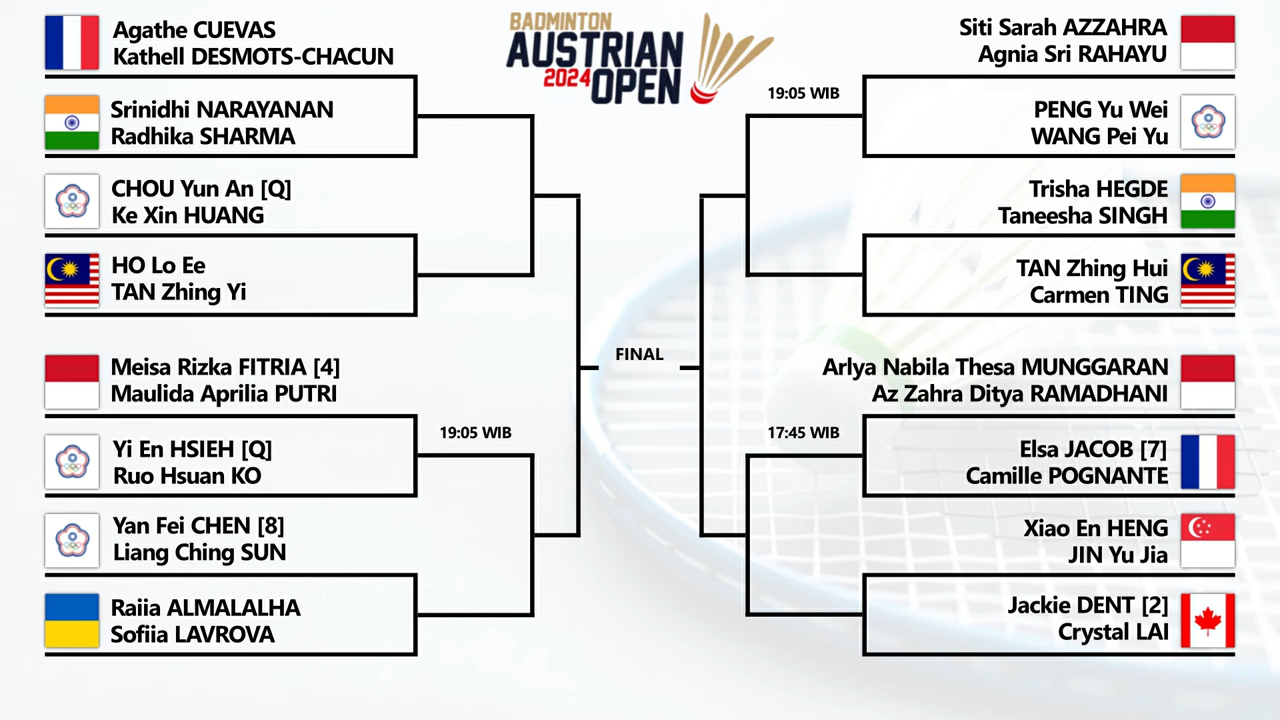 Agathe CUEVAS
Kathell DESMOTS-CHACUN
Srinidhi NARAYANAN
Radhika SHARMA
CHOU Yun An [Q]
Ke Xin HUANG
HO Lo Ee
TAN Zhing Yi
Meisa Rizka FITRIA [4]
Maulida Aprilia PUTRI
19:05 WIB
Yi En HSIEH [Q]
Ruo Hsuan KO
Yan Fei CHEN [8]
Liang Ching SUN
Raiia ALMALALHA
Sofiia LAVROVA
BADMINTON
AUSTRIAN
2024 OPEN
FINAL
Siti Sarah AZZAHRA
Agnia Sri RAHAYU
19:05 WIB
PENG Yu Wei
WANG Pei Yu
Trisha HEGDE
Taneesha SINGH
TAN Zhing Hui
Carmen TING
Arlya Nabila Thesa MUNGGARAN
Az Zahra Ditya RAMADHANI
17:45 WIB
Elsa JACOB [7]
Camille POGNANTE
Xiao En HENG
JIN Yu Jia
Jackie DENT [2]
Crystal LAI